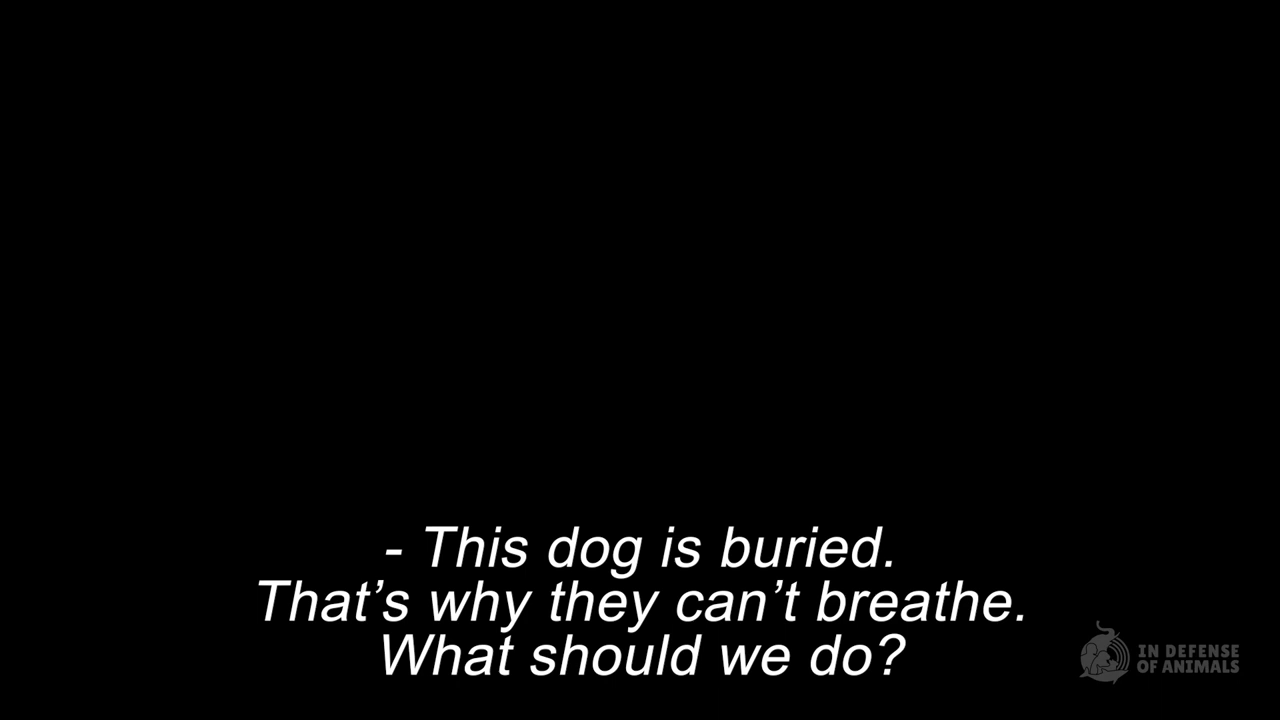 - This dog is buried.
That’s why they can’t breathe.
What should we do?
IN DEFENSE
OF ANIMALS